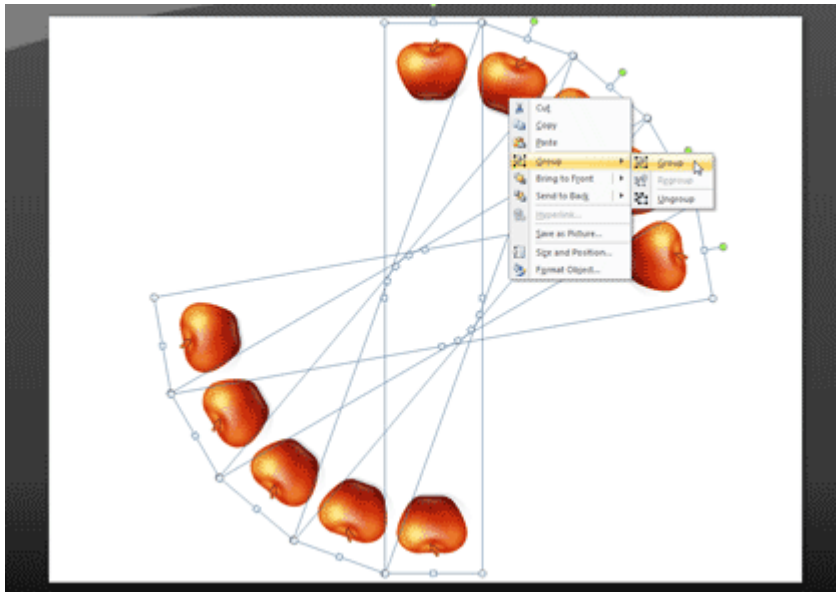 Cut
Copy
Paste
Group
Group
Bring to Front
Regroup
Send to Back
Ungroup
Hyperlink...
Save as Picture...
Size and Position...
Format Object...